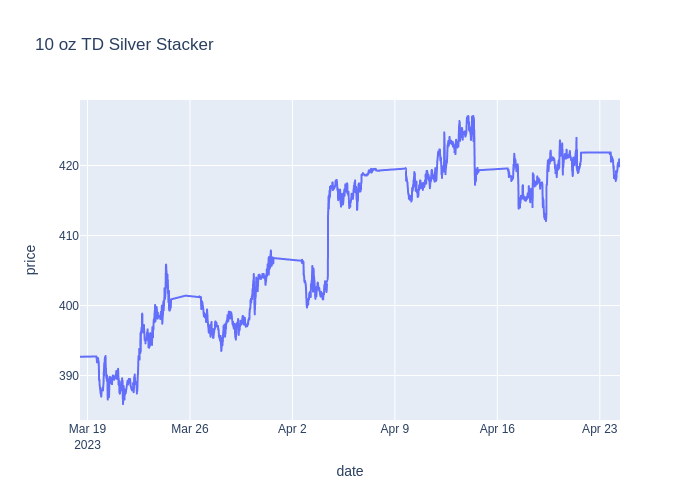 10 oz TD Silver Stacker
price
420
410
400
390
Mar 19
2023
Mar 26
Apr 2
Apr 9
Apr 16
Apr 23
date